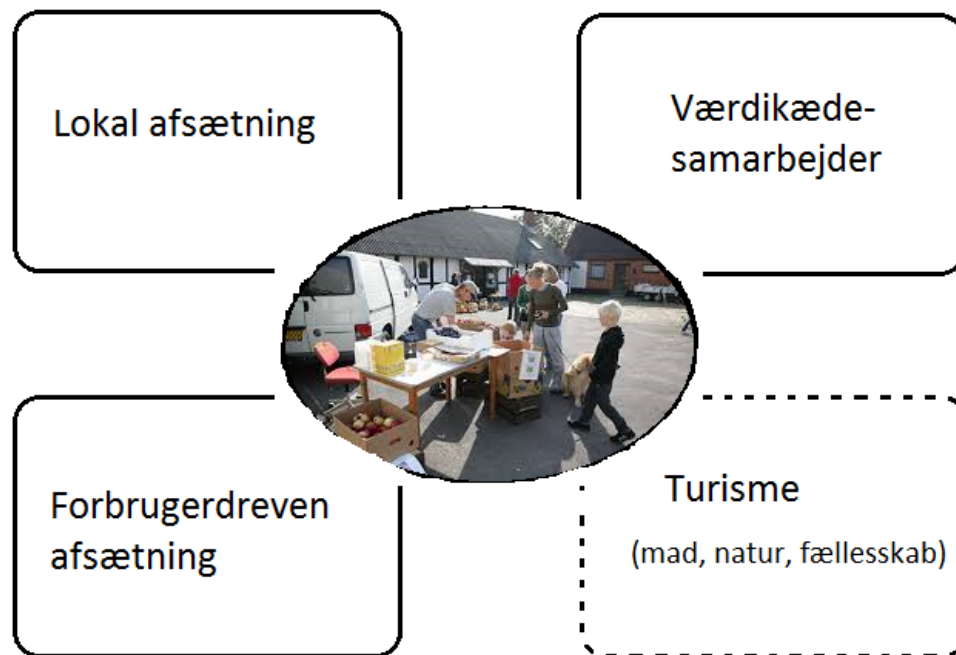 Lokal afsætning
Værdikæde-
samarbejder
Forbrugerdreven
afsætning
Turisme
(mad, natur, fællesskab)